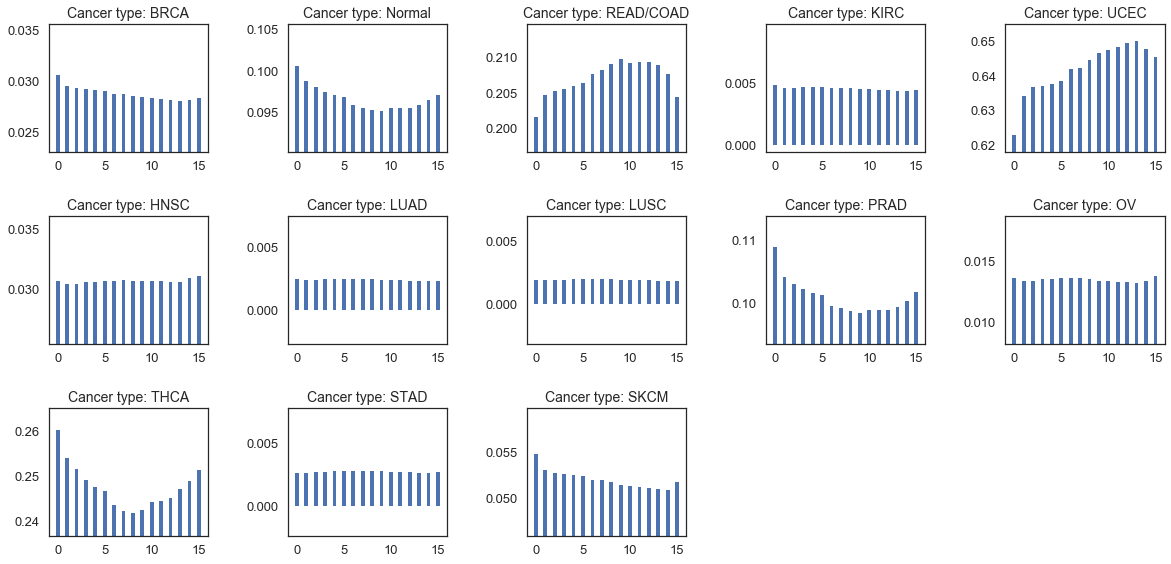 Cancer type: BRCA
0.035
0.030
0.025
0 5 10 15
Cancer type: Normal
0.105
0.100
0.095
0 5 10 15
Cancer type: READ/COAD
0.210
0.205
0.200
0 5 10 15
Cancer type: KIRC
0.005
0.000
0 5 10 15
Cancer type: UCEC
0.65
0.64
0.63
0.62
0 5 10 15
Cancer type: HNSC
0.035
0.030
0 5 10 15
Cancer type: LUAD
0.005
0.000
0 5 10 15
Cancer type: LUSC
0.005
0.000
0 5 10 15
Cancer type: PRAD
0.11
0.10
0 5 10 15
Cancer type: OV
0.015
0.010
0 5 10 15
Cancer type: THCA
0.26
0.25
0.24
0 5 10 15
Cancer type: STAD
0.005
0.000
0 5 10 15
Cancer type: SKCM
0.055
0.050
0 5 10 15